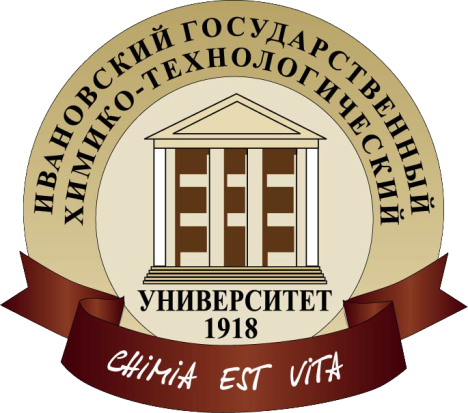 ИВАНОВСКИЙ ГОСУДАРСТВЕННЫЙ
ХИМИКО-ТЕХНОЛОГИЧЕСКИЙ
УНИВЕРСИТЕТ
1918
CHIMIA EST VITA